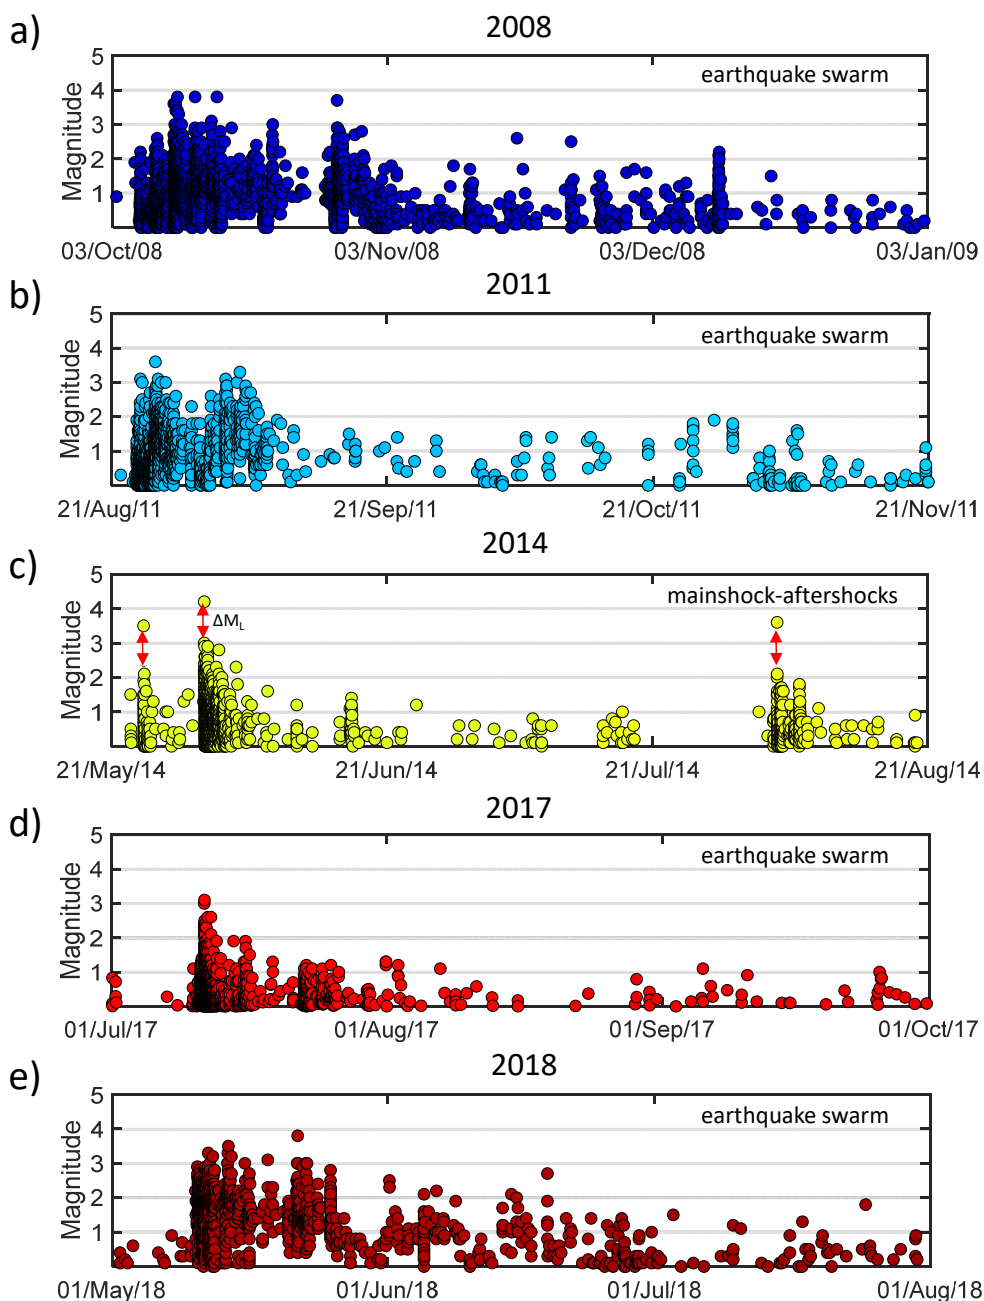 a)
2008
earthquake swarm
Magnitude
5
4
3
2
1
03/Oct/08 03/Nov/08 03/Dec/08 03/Jan/09
b)
2011
earthquake swarm
Magnitude
5
4
3
2
1
21/Aug/11 21/Sep/11 21/Oct/11 21/Nov/11
c)
2014
mainshock-aftershocks
ΔML
Magnitude
5
4
3
2
1
21/May/14 21/Jun/14 21/Jul/14 21/Aug/14
d)
2017
earthquake swarm
Magnitude
5
4
3
2
1
01/Jul/17 01/Aug/17 01/Sep/17 01/Oct/17
e)
2018
earthquake swarm
Magnitude
5
4
3
2
1
01/May/18 01/Jun/18 01/Jul/18 01/Aug/18